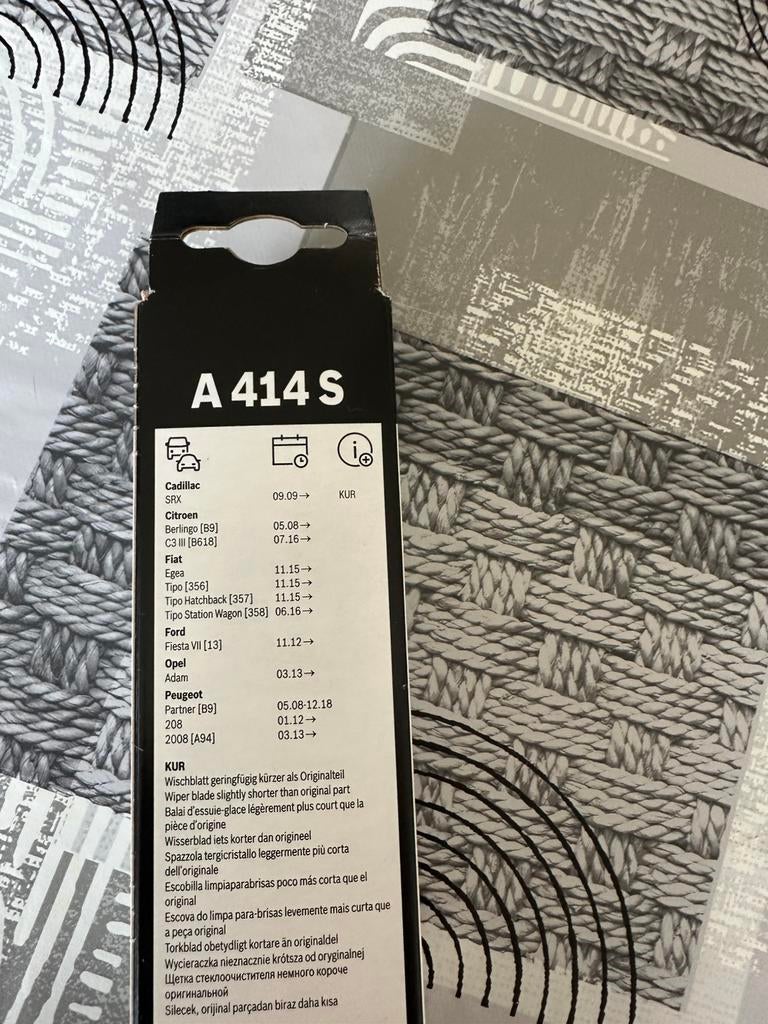 A 414 S
Cadillac
SRX 09.09→ KUR
Citroen
Berlingo [B9] 05.08→
C3 III [B618] 07.16→
Fiat
Egea 11.15→
Tipo [356] 11.15→
Tipo Hatchback [357] 11.15→
Tipo Station Wagon [358] 06.16→
Ford
Fiesta VII [13] 11.12→
Opel
Adam 03.13→
Peugeot
Partner [B9] 05.08-12.18
208 01.12→
2008 [A94] 03.13→
KUR
Wischblatt geringfügig kürzer als Originalteil
Wiper blade slightly shorter than original part
Balai d'essuie-glace légèrement plus court que la
pièce d'origine
Wisserblad iets korter dan origineel
Spazzola tergicristallo leggermente più corta
dell'originale
Escobilla limpiaparabrisas poco más corta que el
original
Escova do limpa para-brisas levemente mais curta que
a peça original
Torkblad obetydligt kortare än originaldel
Wycieraczka nieznacznie krótsza od oryginalnej
Щетка стеклоочистителя немного короче
оригинальной
Silecek, orijinal parçadan biraz daha kısa